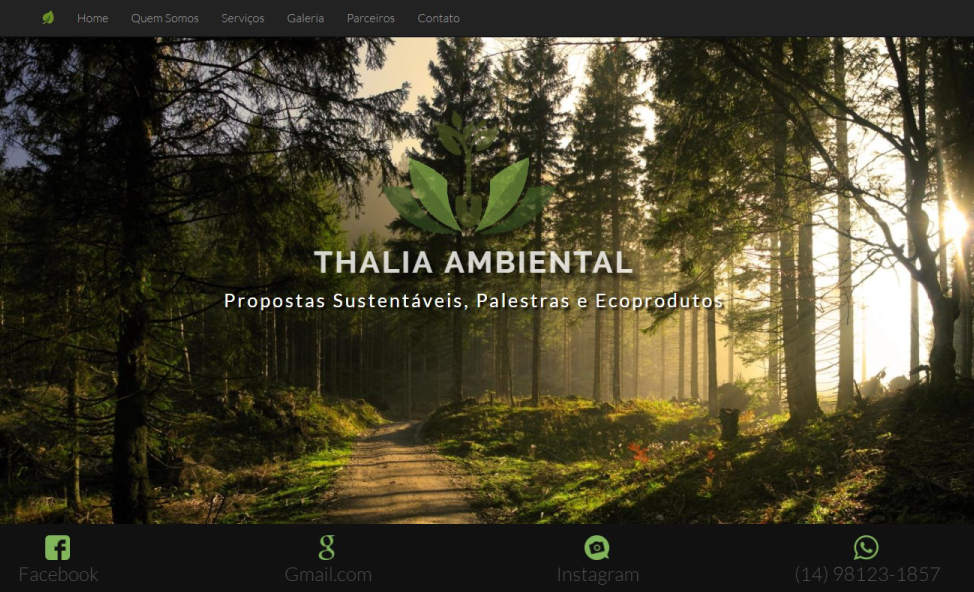 Home Quem Somos Serviços Galeria Parceiros Contato
THALIA AMBIENTAL
Propostas Sustentáveis, Palestras e Ecoprodutos
Facebook Gmail.com Instagram (14) 98123-1857